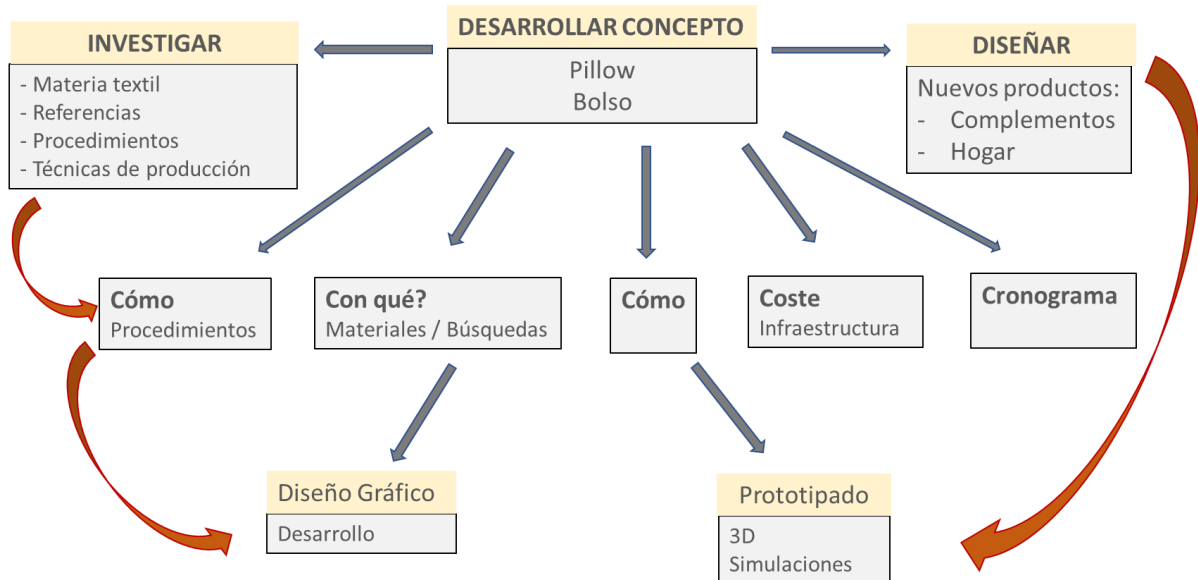 DESARROLLAR CONCEPTO
Pillow
Bolso
INVESTIGAR
- Materia textil
- Referencias
- Procedimientos
- Técnicas de producción
DISEÑAR
Nuevos productos:
- Complementos
- Hogar
Cómo
Procedimientos
Con qué?
Materiales / Búsquedas
Cómo
Coste
Infraestructura
Cronograma
Diseño Gráfico
Desarrollo
Prototipado
3D
Simulaciones